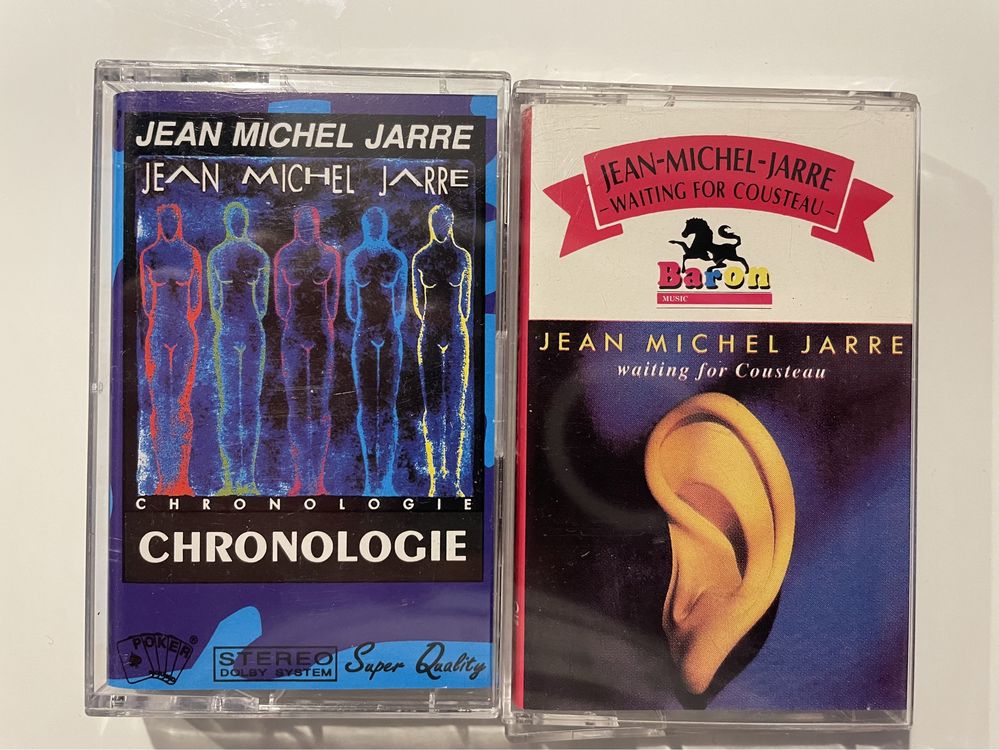 JEAN MICHEL JARRE
JEAN MICHEL JARRE
CHRONOLOGIE
CHRONOLOGIE
POKER®
STEREO
DOLBY SYSTEM
Super Quality
JEAN-MICHEL-JARRE
-WAITING FOR COUSTEAU-
Baron
MUSIC
JEAN MICHEL JARRE
waiting for Cousteau